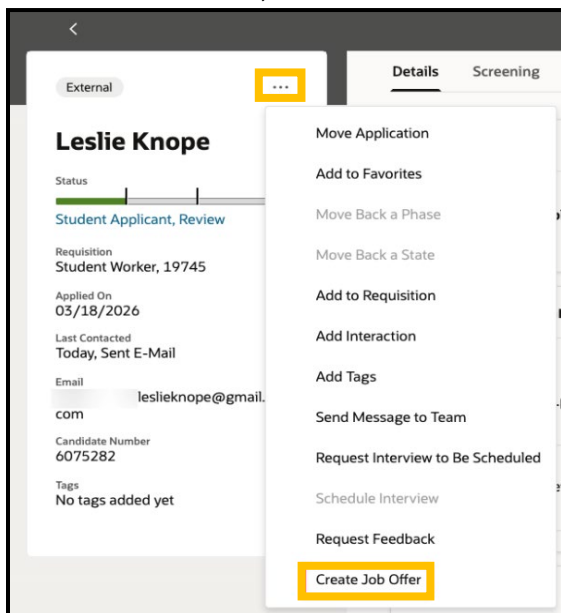 External
...
Leslie Knope
Status
Student Applicant, Review
Requisition
Student Worker, 19745
Applied On
03/18/2026
Last Contacted
Today, Sent E-Mail
Email
leslieknope@gmail.
com
Candidate Number
6075282
Tags
No tags added yet
Details Screening
Move Application
Add to Favorites
Move Back a Phase
Move Back a State
Add to Requisition
Add Interaction
Add Tags
Send Message to Team
Request Interview to Be Scheduled
Schedule Interview
Request Feedback
Create Job Offer